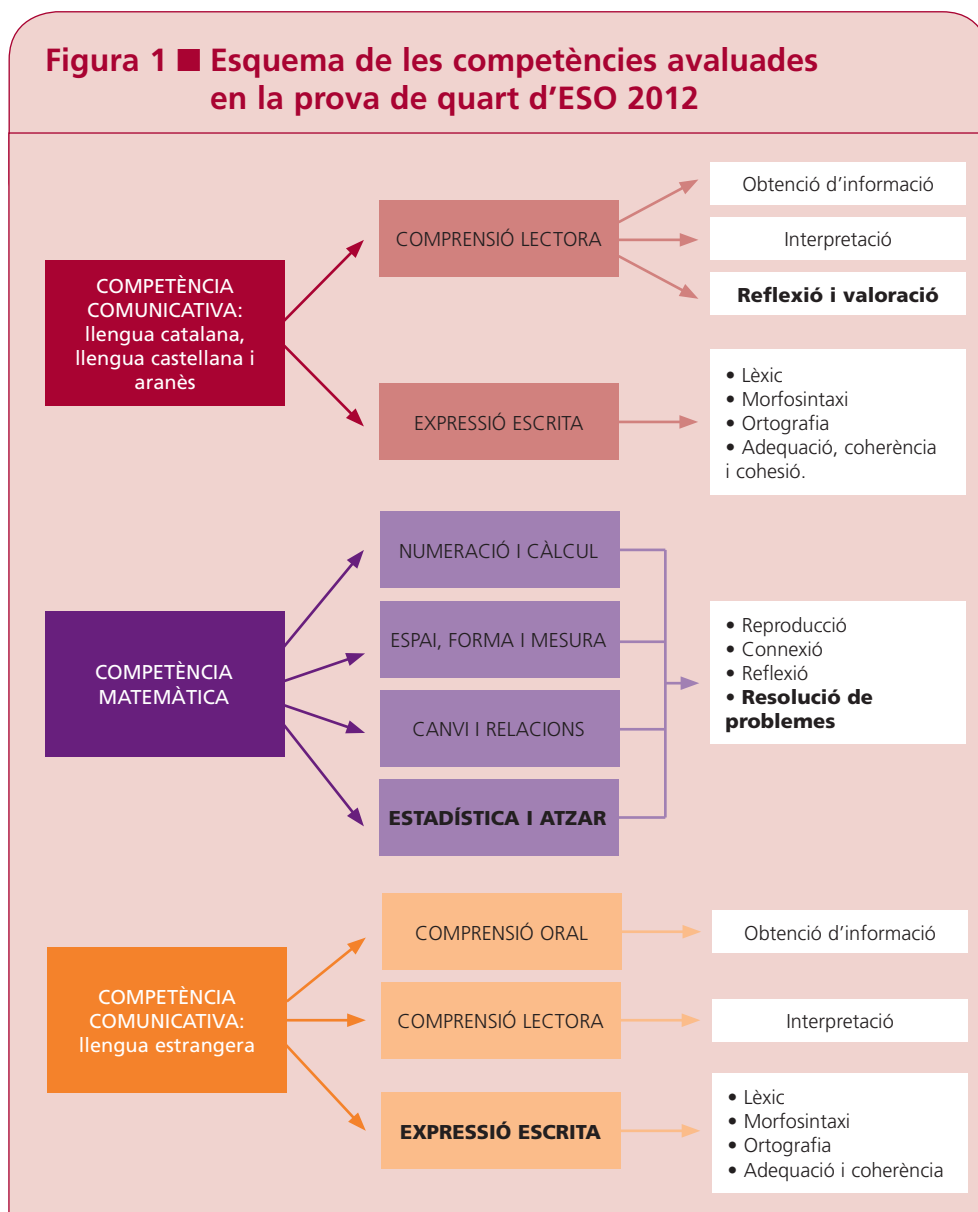 Figura 1 ■ Esquema de les competències avaluades
en la prova de quart d'ESO 2012
COMPETÈNCIA
COMUNICATIVA:
llengua catalana,
llengua castellana i
aranès
COMPRENSIÓ LECTORA
Obtenció d'informació
Interpretació
Reflexió i valoració
EXPRESSIÓ ESCRITA
• Lèxic
• Morfosintaxi
• Ortografia
• Adequació, coherència
i cohesió.
COMPETÈNCIA
MATEMÀTICA
NUMERACIÓ I CÀLCUL
ESPAI, FORMA I MESURA
CANVI I RELACIONS
ESTADÍSTICA I ATZAR
• Reproducció
• Connexió
• Reflexió
• Resolució de
problemes
COMPETÈNCIA
COMUNICATIVA:
llengua estrangera
COMPRENSIÓ ORAL
Obtenció d'informació
COMPRENSIÓ LECTORA
Interpretació
EXPRESSIÓ ESCRITA
• Lèxic
• Morfosintaxi
• Ortografia
• Adequació i coherència